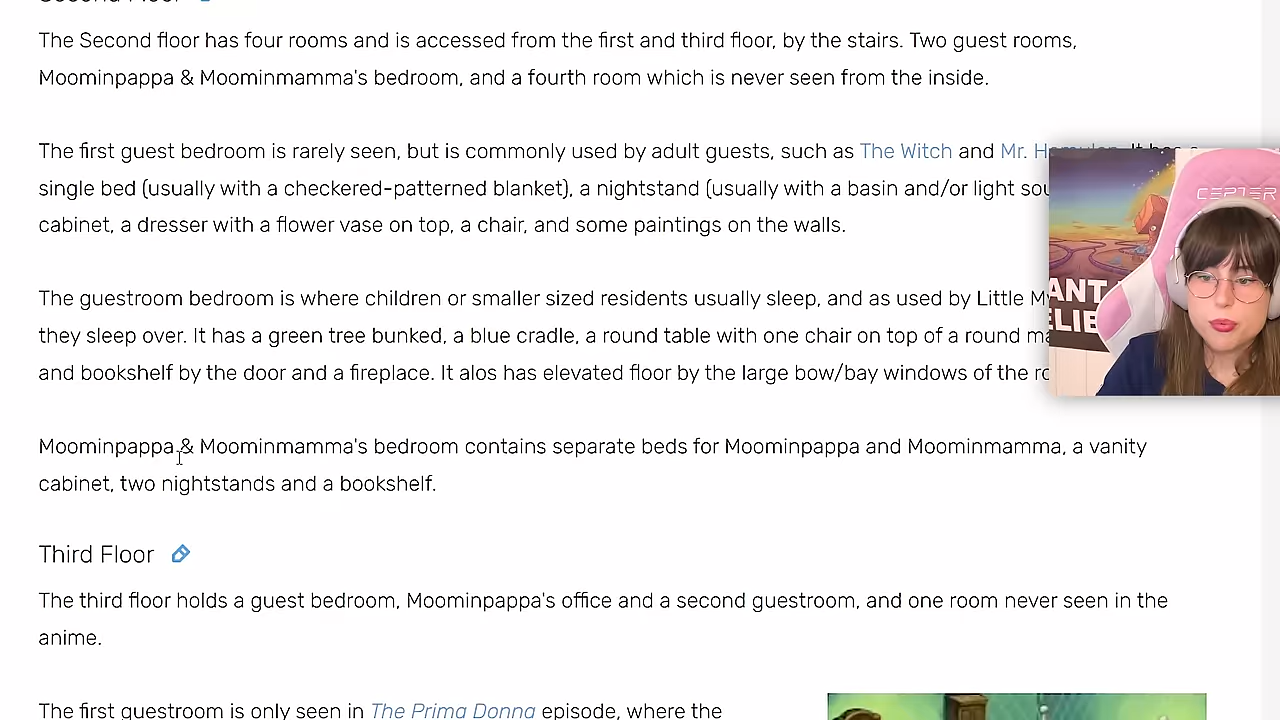 The Second floor has four rooms and is accessed from the first and third floor, by the stairs. Two guest rooms,
Moominpappa & Moominmamma's bedroom, and a fourth room which is never seen from the inside.
The first guest bedroom is rarely seen, but is commonly used by adult guests, such as The Witch and Mr.
single bed (usually with a checkered-patterned blanket), a nightstand (usually with a basin and/or light
cabinet, a dresser with a flower vase on top, a chair, and some paintings on the walls.
The guestroom bedroom is where children or smaller sized residents usually sleep, and as used by Little
they sleep over. It has a green tree bunked, a blue cradle, a round table with one chair on top of a round
and bookshelf by the door and a fireplace. It alos has elevated floor by the large bow/bay windows of the
Moominpappa & Moominmamma's bedroom contains separate beds for Moominpappa and Moominmamma, a vanity
cabinet, two nightstands and a bookshelf.
Third Floor
The third floor holds a guest bedroom, Moominpappa's office and a second guestroom, and one room never seen in the
anime.
The first guestroom is only seen in The Prima Donna episode, where the
CEPTER